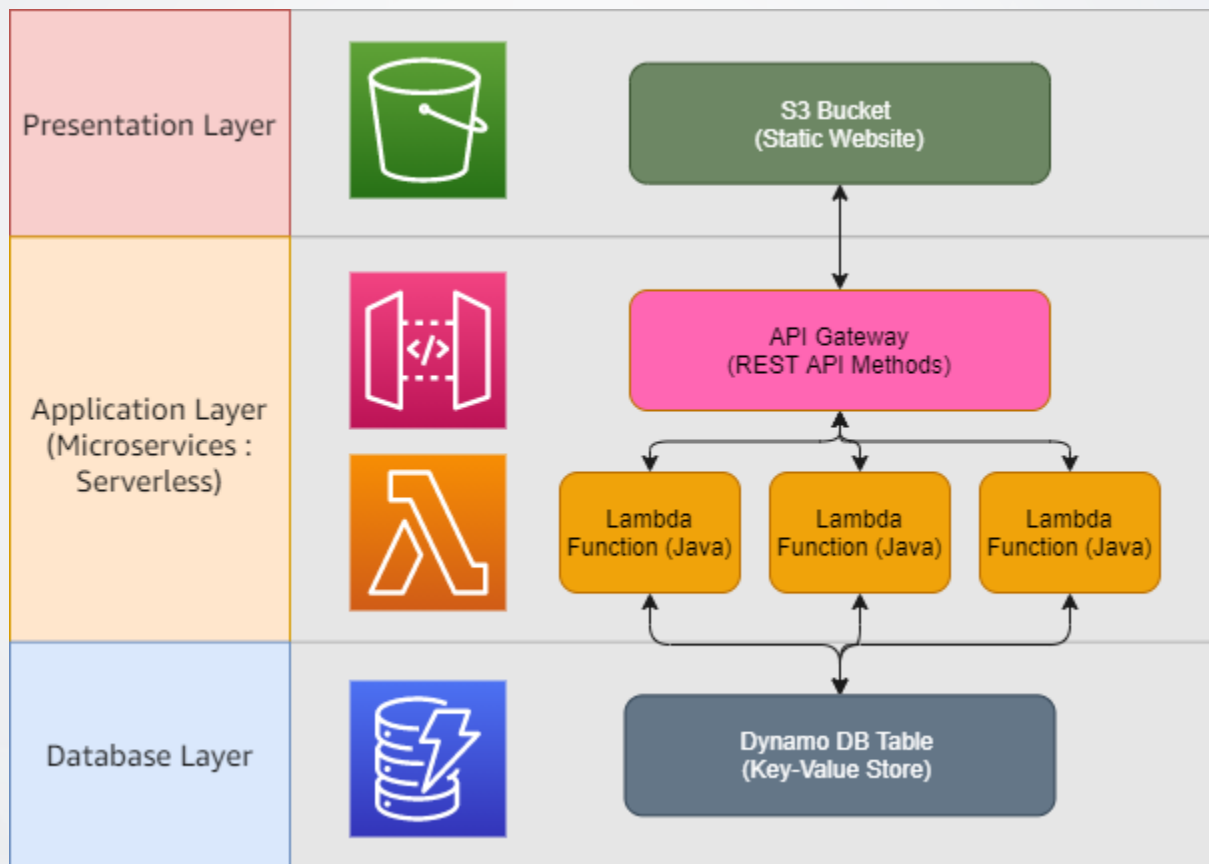 Presentation Layer
S3 Bucket
(Static Website)
Application Layer
(Microservices :
Serverless)
</>
API Gateway
(REST API Methods)
Lambda
Function (Java)
Lambda
Function (Java)
Lambda
Function (Java)
Database Layer
Dynamo DB Table
(Key-Value Store)